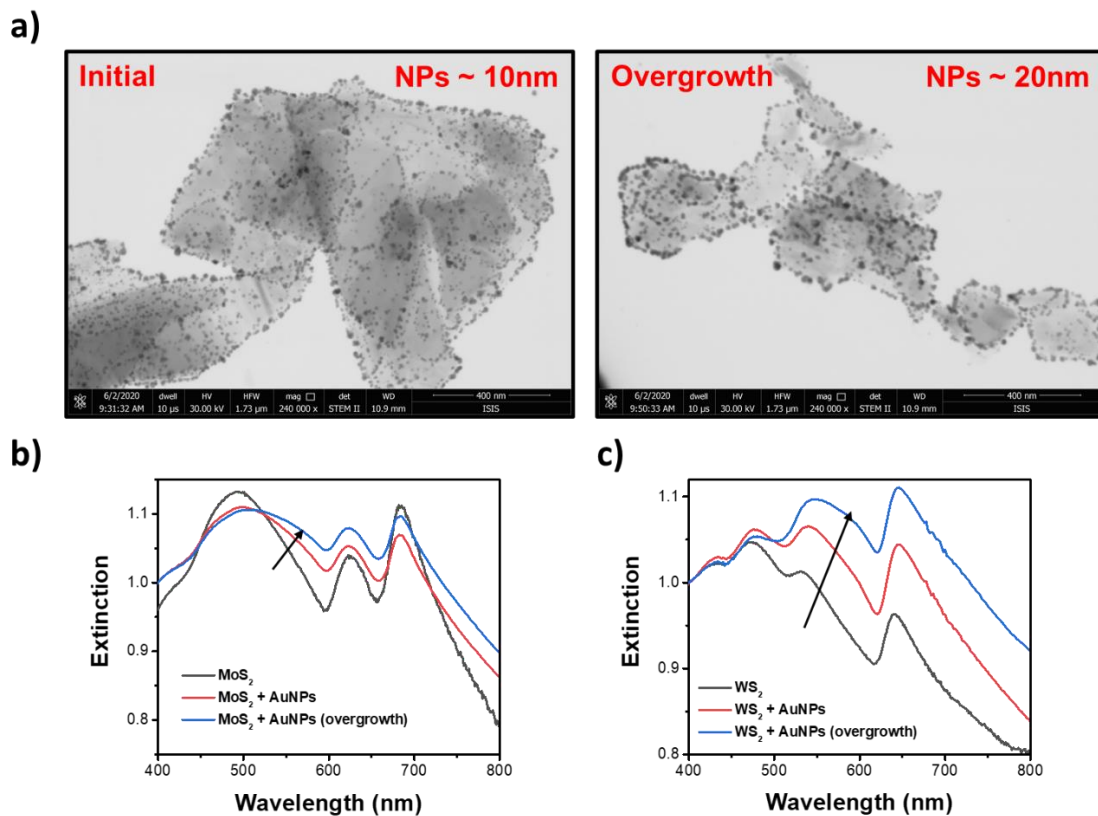 a)
Initial NPs ~ 10nm
6/2/2020 dwell HV HFW mag det WD 400 nm
9:31:32 AM 10 µs 30.00 kV 1.73 µm 240 000 x STEM II 10.9 mm ISIS
Overgrowth NPs ~ 20nm
6/2/2020 dwell HV HFW mag det WD 400 nm
9:50:33 AM 10 µs 30.00 kV 1.73 µm 240 000 x STEM II 10.9 mm ISIS
b)
Extinction
1.1
1.0
0.9
0.8
MoS₂
MoS₂ + AuNPs
MoS₂ + AuNPs (overgrowth)
400 500 600 700 800
Wavelength (nm)
c)
Extinction
1.1
1.0
0.9
0.8
WS₂
WS₂ + AuNPs
WS₂ + AuNPs (overgrowth)
400 500 600 700 800
Wavelength (nm)